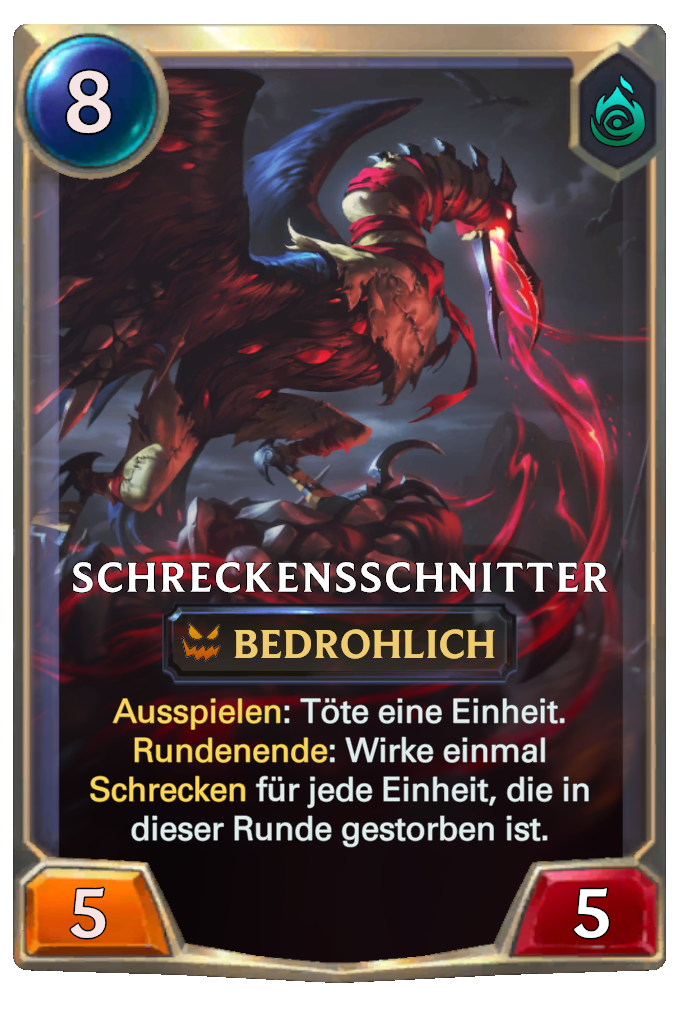 8
SCHRECKENSSCHNITTER
BEDROHLICH
Ausspielen: Töte eine Einheit.
Rundenende: Wirke einmal
Schrecken für jede Einheit, die in
dieser Runde gestorben ist.
5 5